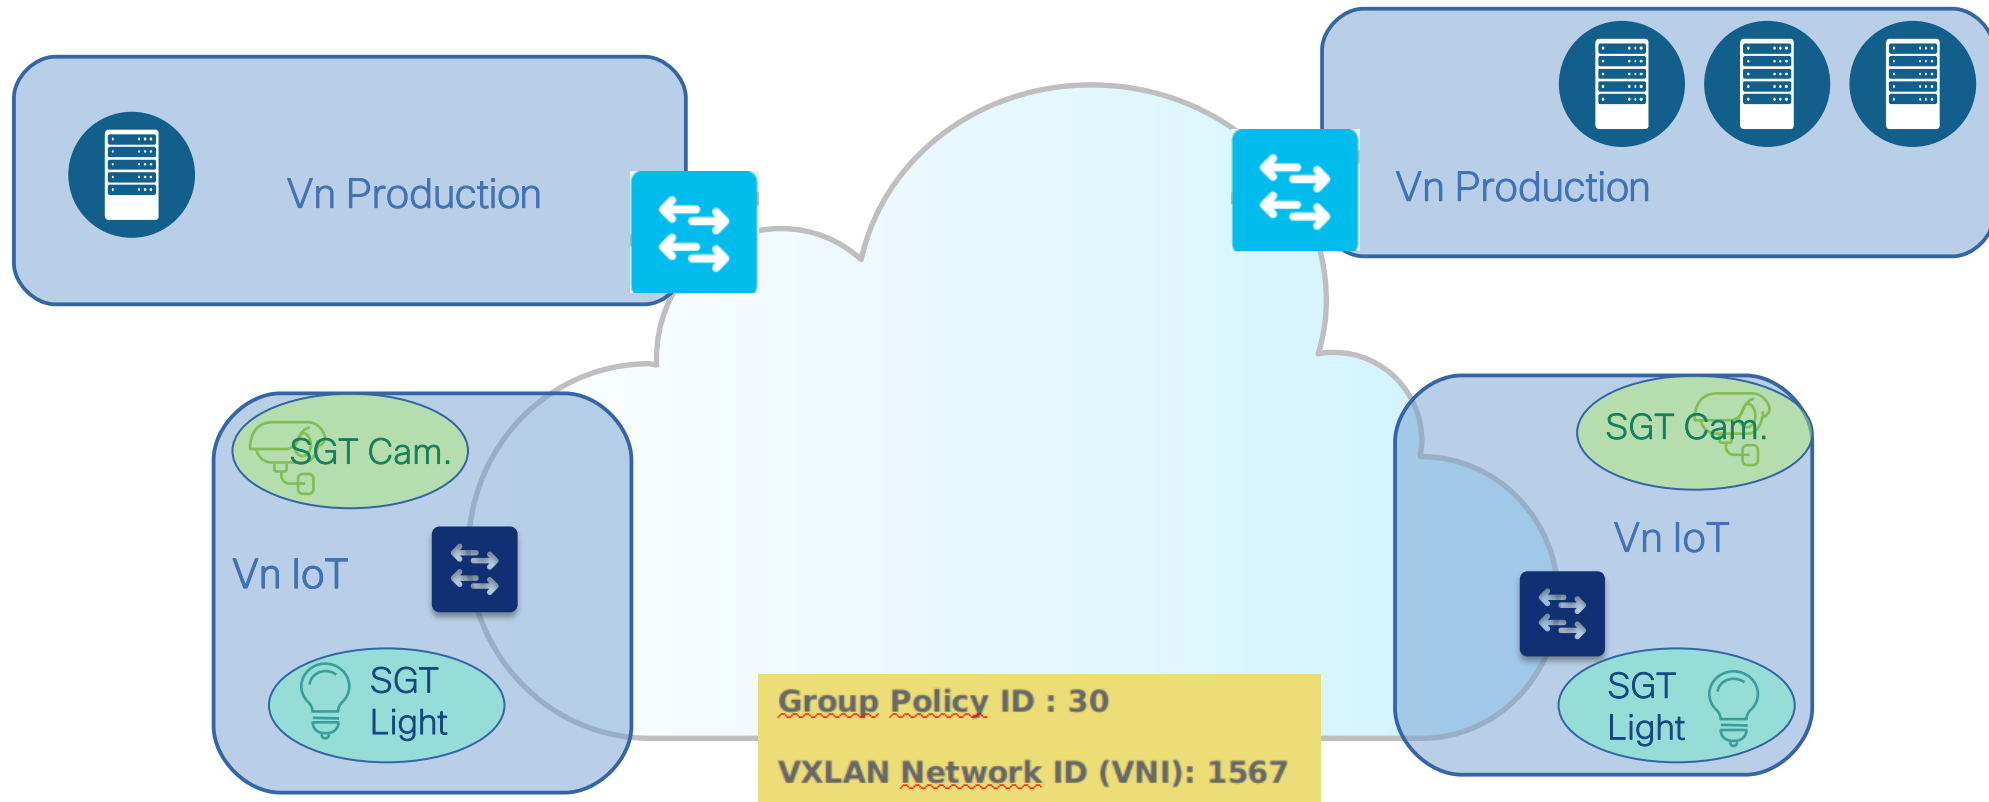 Vn Production
Vn Production
SGT Cam.
Vn IoT
SGT
Light
SGT Cam.
Vn IoT
SGT
Light
Group Policy ID : 30
VXLAN Network ID (VNI): 1567